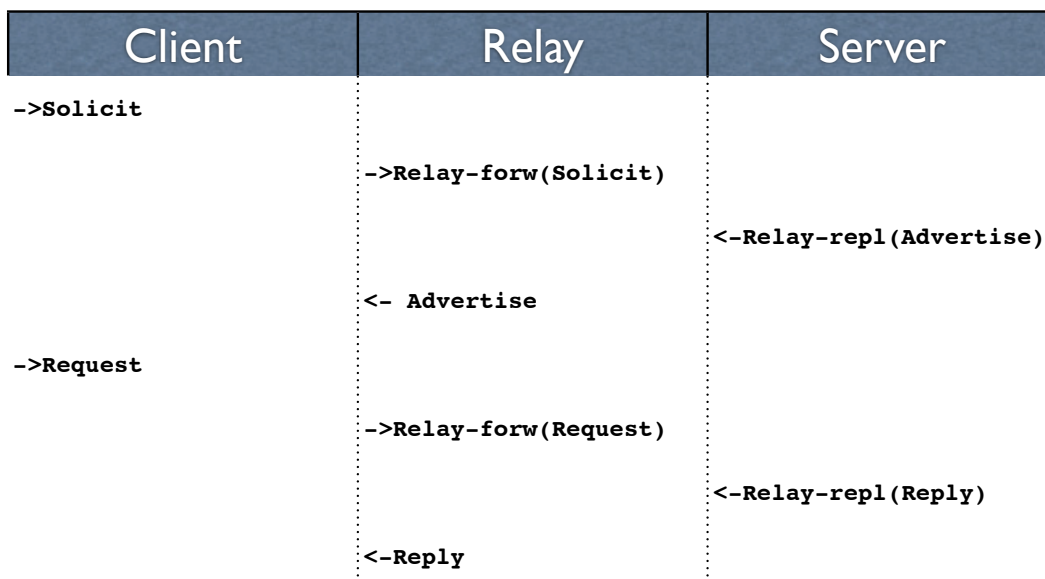 Client Relay Server
->Solicit
->Relay-forw(Solicit)
<-Relay-repl(Advertise)
<- Advertise
->Request
->Relay-forw(Request)
<-Relay-repl(Reply)
<-Reply